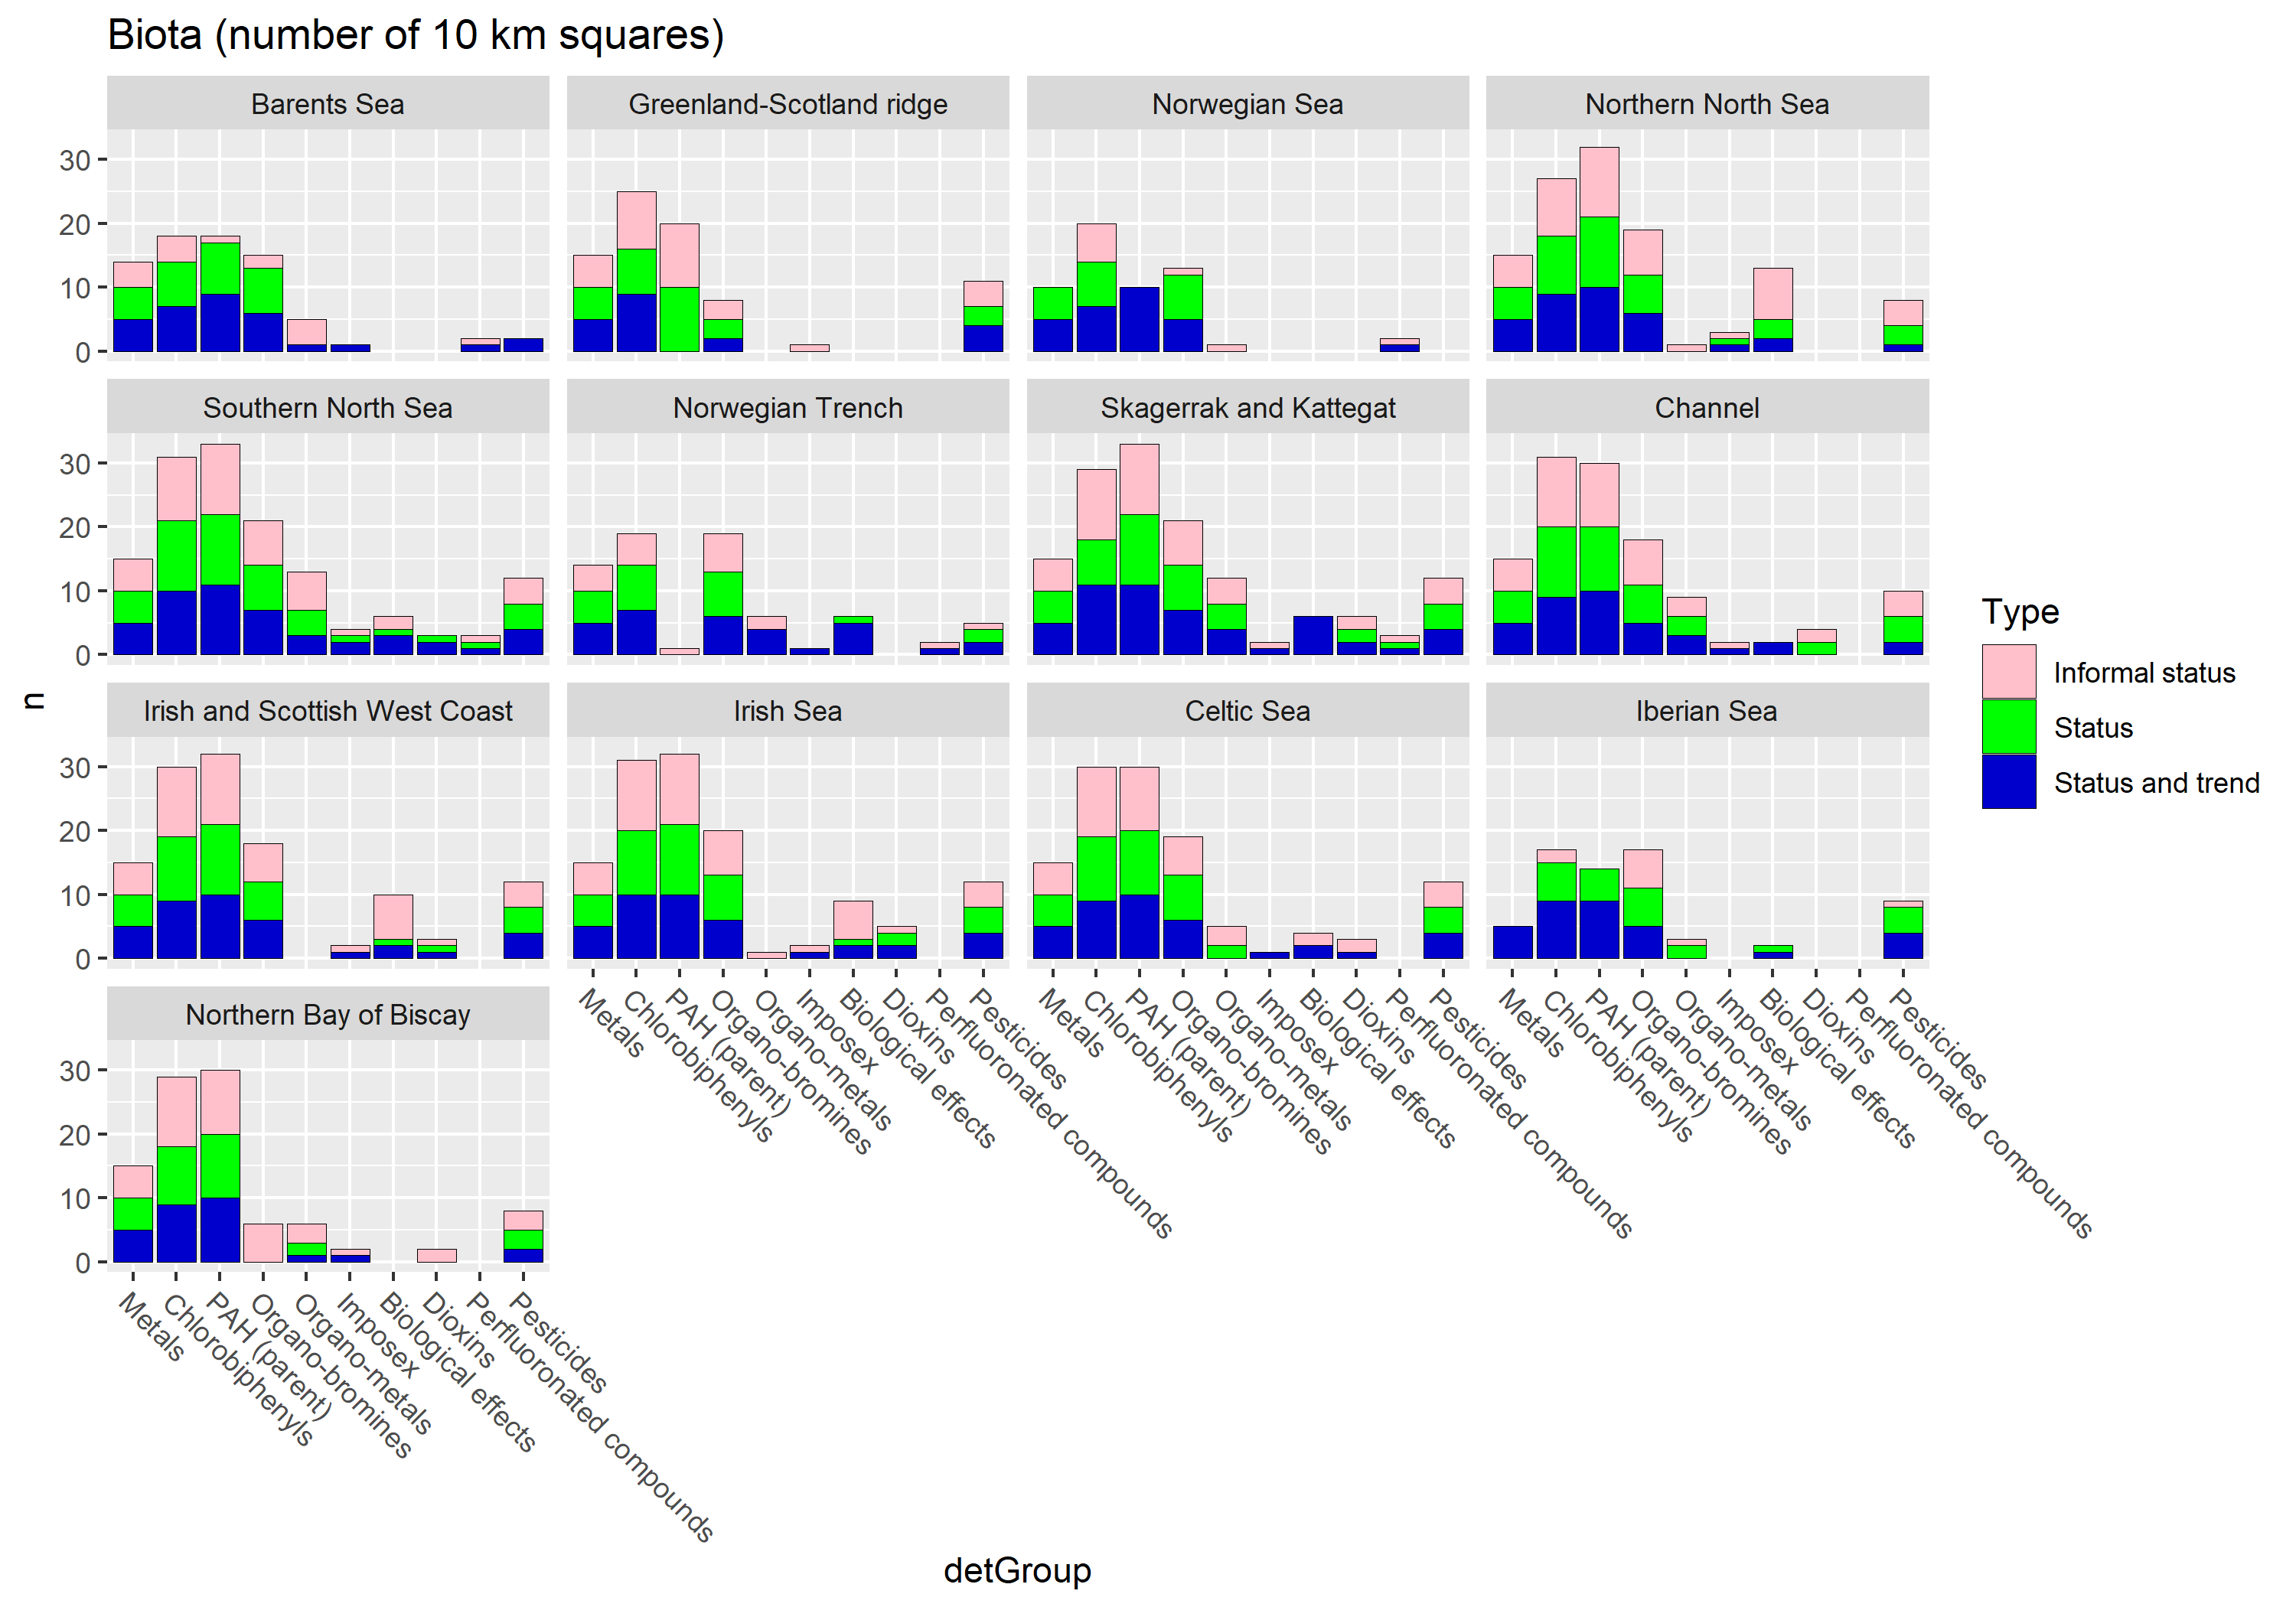 Biota (number of 10 km squares)
Barents Sea
Greenland-Scotland ridge
Norwegian Sea
Northern North Sea
30
20
10
0
Southern North Sea
Norwegian Trench
Skagerrak and Kattegat
Channel
30
20
10
0
Irish and Scottish West Coast
Irish Sea
Celtic Sea
Iberian Sea
30
20
10
0
Northern Bay of Biscay
30
20
10
0
n
Metals
Chlorobiphenyls
PAH (parent)
Organo-bromines
Organo-metals
Imposex
Biological effects
Dioxins
Perfluoronated compounds
Pesticides
Metals
Chlorobiphenyls
PAH (parent)
Organo-bromines
Organo-metals
Imposex
Biological effects
Dioxins
Perfluoronated compounds
Pesticides
Metals
Chlorobiphenyls
PAH (parent)
Organo-bromines
Organo-metals
Imposex
Biological effects
Dioxins
Perfluoronated compounds
Pesticides
Metals
Chlorobiphenyls
PAH (parent)
Organo-bromines
Organo-metals
Imposex
Biological effects
Dioxins
Perfluoronated compounds
Pesticides
detGroup
Type
Informal status
Status
Status and trend